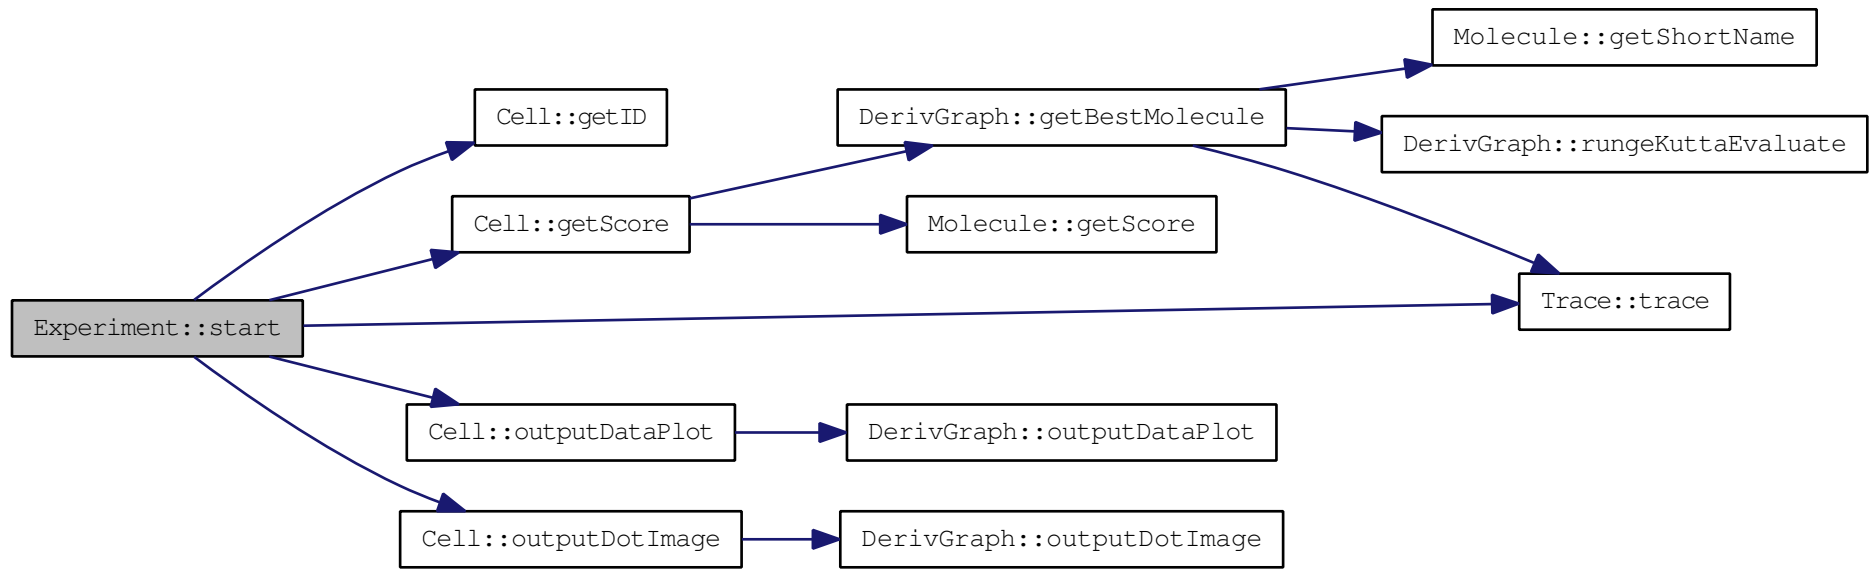 Molecule::getShortName
Cell::getID
DerivGraph::getBestMolecule
DerivGraph::rungeKuttaEvaluate
Cell::getScore
Molecule::getScore
Trace::trace
Experiment::start
Cell::outputDataPlot
DerivGraph::outputDataPlot
Cell::outputDotImage
DerivGraph::outputDotImage